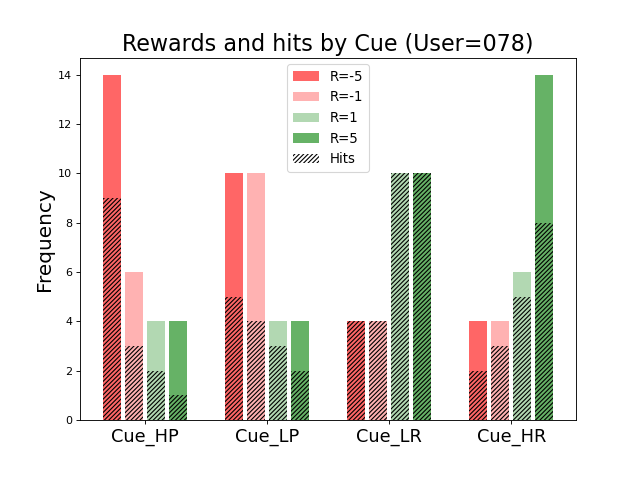 Rewards and hits by Cue (User=078)
Frequency
14
12
10
8
6
4
2
0
R=-5
R=-1
R=1
R=5
Hits
Cue_HP
Cue_LP
Cue_LR
Cue_HR